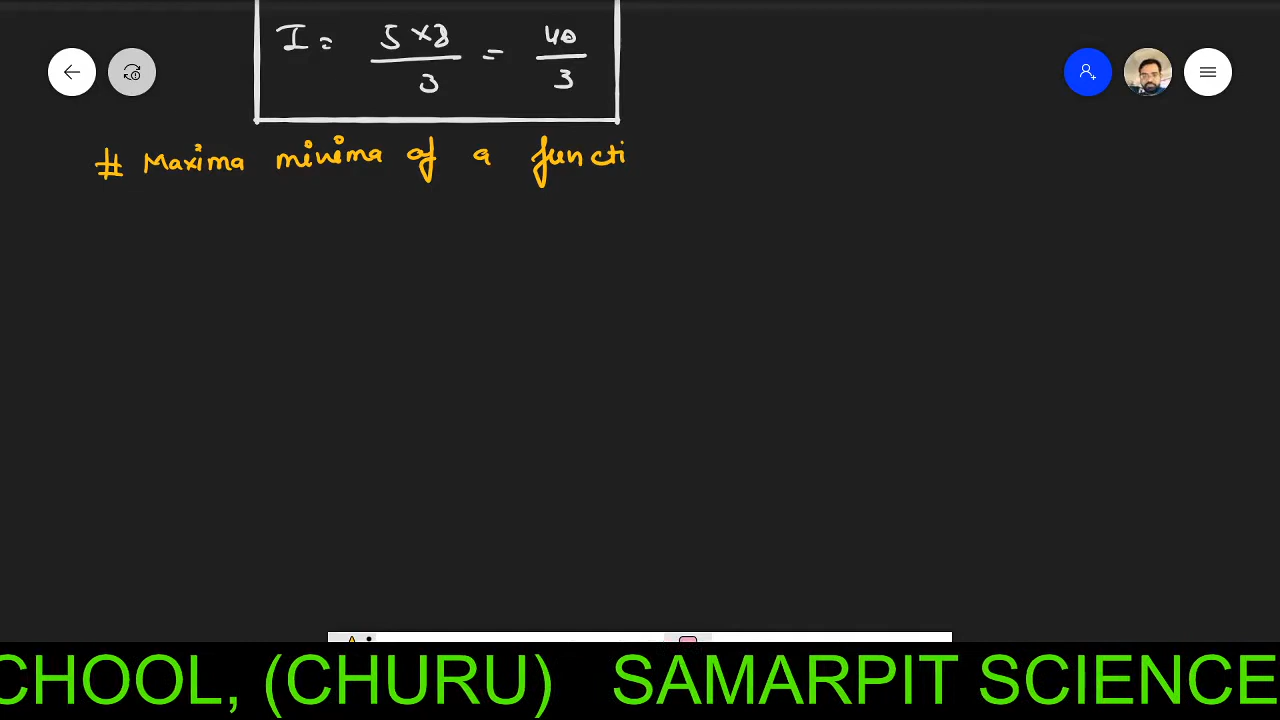 I = 5 × 8 / 3 = 40 / 3
# Maxima minima of a functi
CHOOL, (CHURU) SAMARPIT SCIENCE